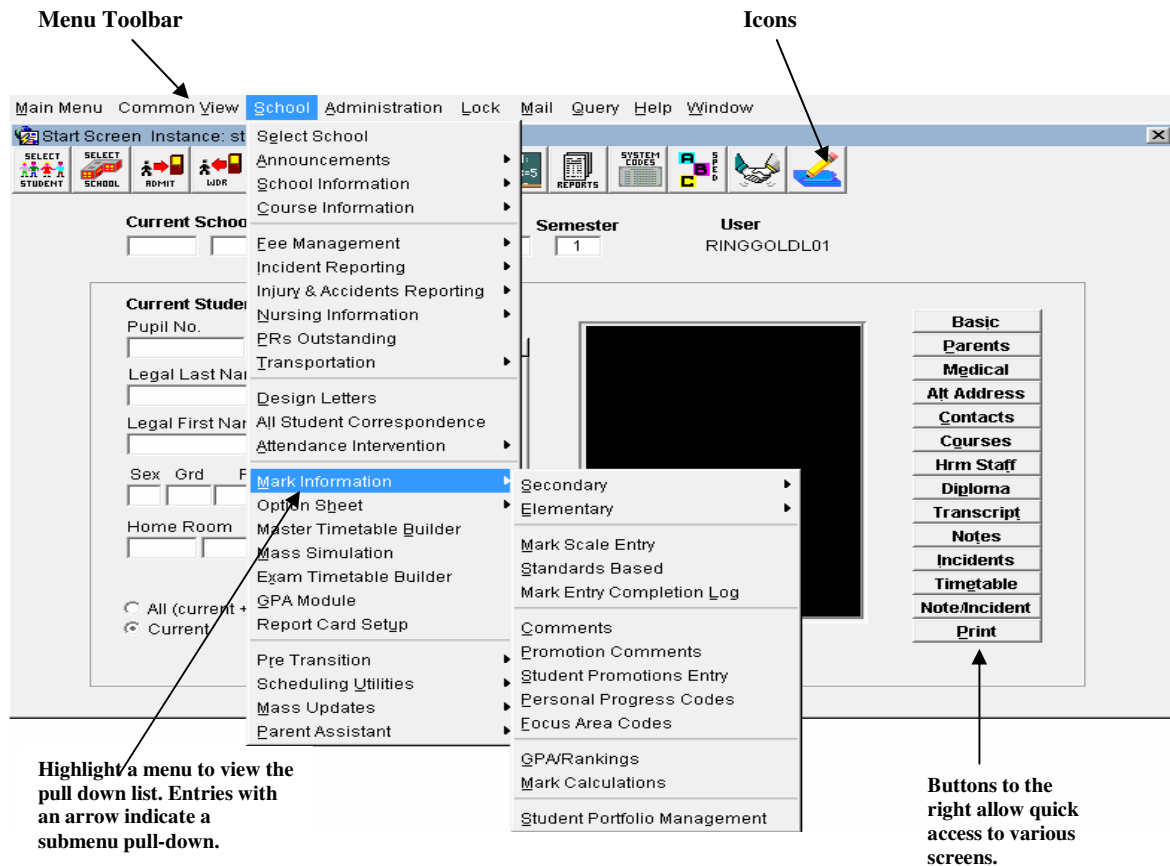 Menu Toolbar
Icons
Main Menu Common View School Administration Lock Mail Query Help Window
Start Screen Instance: st
SELECT STUDENT
SELECT SCHOOL
ADMIT
WDR
REPORTS
SYSTEM CODES
A B C
S E D
Current Schoo
Semester
User
1
RINGGOLDL01
Select School
Announcements
School Information
Course Information
Fee Management
Incident Reporting
Injury & Accidents Reporting
Nursing Information
PRs Outstanding
Transportation
Design Letters
All Student Correspondence
Attendance Intervention
Mark Information
Option Sheet
Master Timetable Builder
Mass Simulation
Exam Timetable Builder
GPA Module
Report Card Setup
Pre Transition
Scheduling Utilities
Mass Updates
Parent Assistant
Current Studen
Pupil No.
Legal Last Nar
Legal First Nar
Sex Grd
Home Room
All (current +
Current
Secondary
Elementary
Mark Scale Entry
Standards Based
Mark Entry Completion Log
Comments
Promotion Comments
Student Promotions Entry
Personal Progress Codes
Focus Area Codes
GPA/Rankings
Mark Calculations
Student Portfolio Management
Basic
Parents
Medical
Alt Address
Contacts
Courses
Hrm Staff
Diploma
Transcript
Notes
Incidents
Timetable
Note/Incident
Print
Highlight a menu to view the
pull down list. Entries with
an arrow indicate a
submenu pull-down.
Buttons to the
right allow quick
access to various
screens.